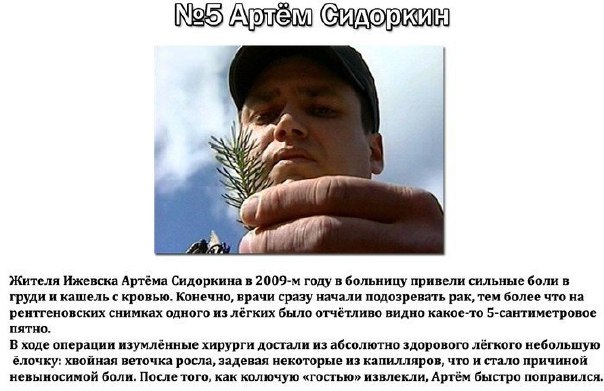 №5 Артём Сидоркин
Жителя Ижевска Артёма Сидоркина в 2009-м году в больницу привели сильные боли в
груди и кашель с кровью. Конечно, врачи сразу начали подозревать рак, тем более что на
рентгеновских снимках одного из лёгких было отчётливо видно какое-то 5-сантиметровое
пятно.
В ходе операции изумлённые хирурги достали из абсолютно здорового лёгкого небольшую
ёлочку: хвойная веточка росла, задевая некоторые из капилляров, что и стало причиной
невыносимой боли. После того, как колючую «гостью» извлекли, Артём быстро поправился.